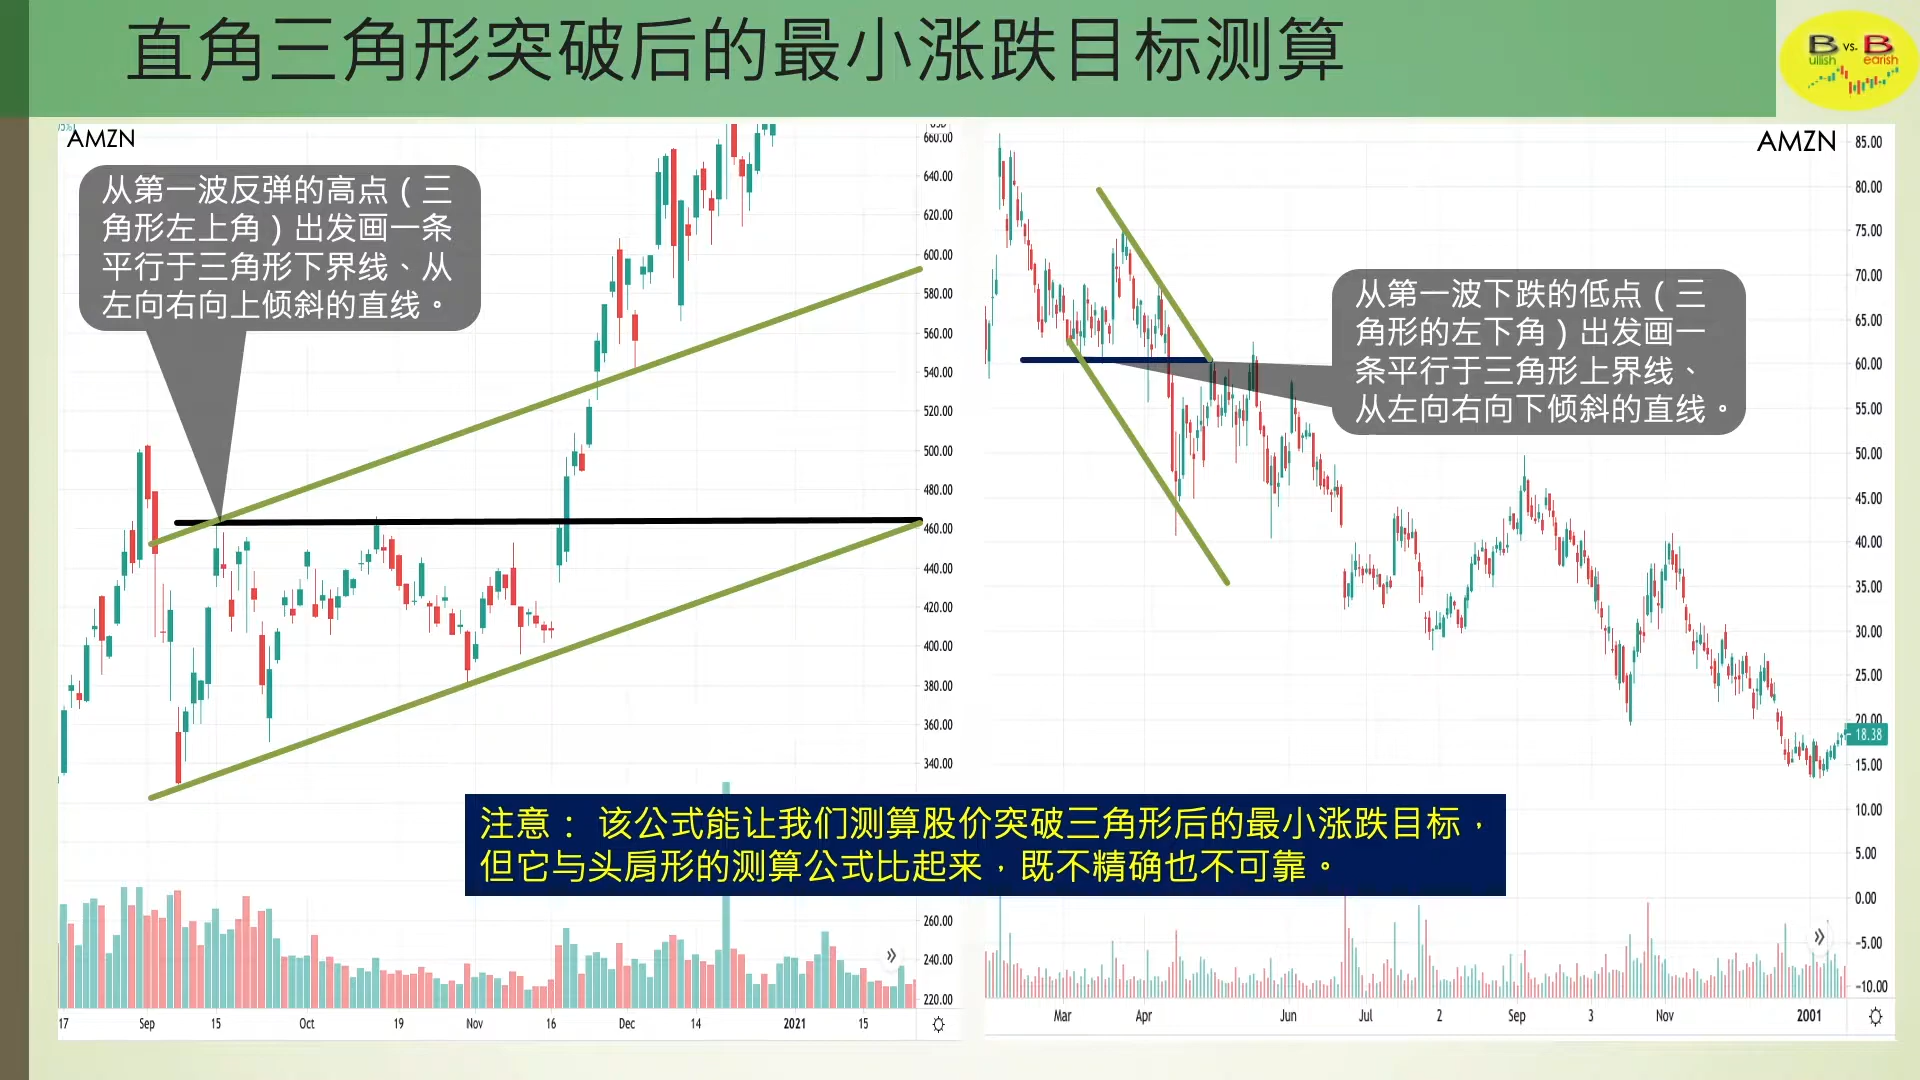 直角三角形突破后的最小涨跌目标测算
B vs. B
ullish earish
AMZN
从第一波反弹的高点（三
角形左上角）出发画一条
平行于三角形下界线、从
左向右向上倾斜的直线。
660.00
640.00
620.00
600.00
580.00
560.00
540.00
520.00
500.00
480.00
460.00
440.00
420.00
400.00
380.00
360.00
340.00
260.00
240.00
220.00
17 Sep 15 Oct 19 Nov 16 Dec 14 2021 15
AMZN
从第一波下跌的低点（三
角形的左下角）出发画一
条平行于三角形上界线、
从左向右向下倾斜的直线。
85.00
80.00
75.00
70.00
65.00
60.00
55.00
50.00
45.00
40.00
35.00
30.00
25.00
20.00
18.38
15.00
10.00
5.00
0.00
-5.00
-10.00
Mar Apr Jun Jul 2 Sep 3 Nov 2001
注意： 该公式能让我们测算股价突破三角形后的最小涨跌目标，
但它与头肩形的测算公式比起来，既不精确也不可靠。